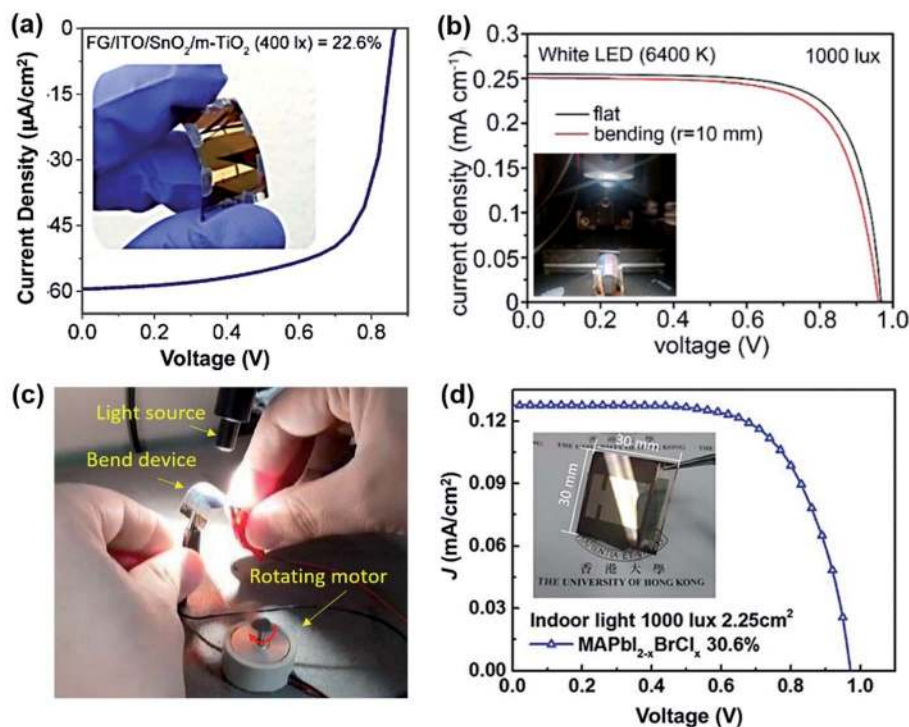 (a)
FG/ITO/SnO₂/m-TiO₂ (400 lx) = 22.6%
Current Density (µA/cm²)
0
-15
-30
-45
-60
0.0 0.2 0.4 0.6 0.8
Voltage (V)
(b)
White LED (6400 K) 1000 lux
flat
bending (r=10 mm)
current density (mA cm⁻¹)
0.30
0.25
0.20
0.15
0.10
0.05
0
0.0 0.2 0.4 0.6 0.8 1.0
voltage (V)
(c)
Light source
Bend device
Rotating motor
(d)
J (mA/cm²)
0.12
0.09
0.06
0.03
0.00
30 mm
30 mm
香 港 大 學
THE UNIVERSITY OF HONG KONG
Indoor light 1000 lux 2.25cm²
MAPbI₂₋ₓBrClₓ 30.6%
0.0 0.2 0.4 0.6 0.8 1.0
Voltage (V)